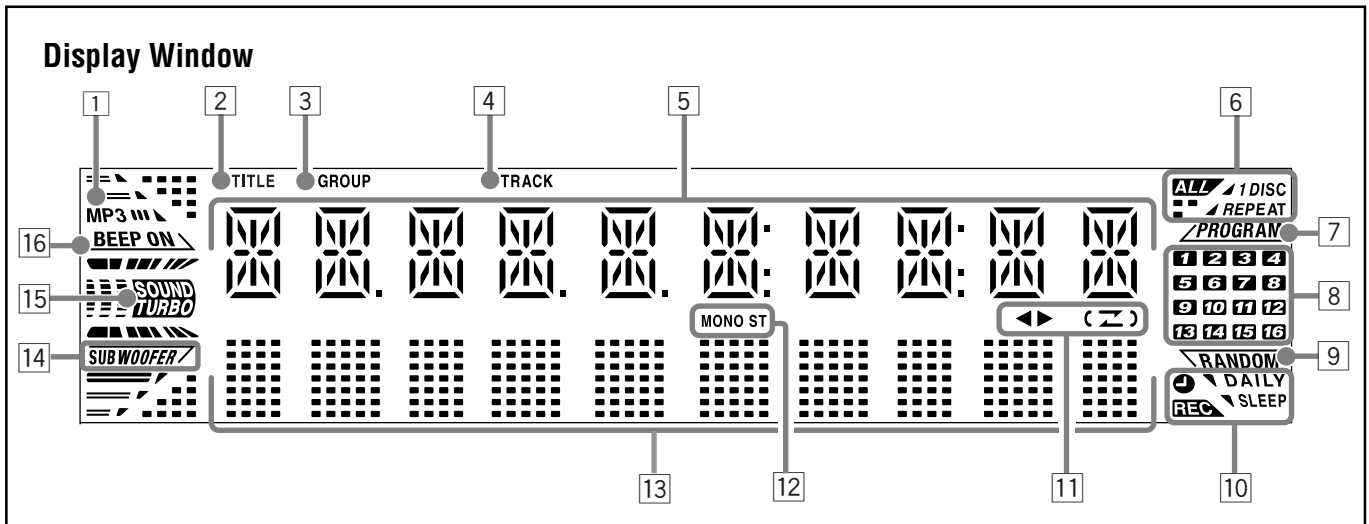 Display Window
1 2 3 4 5 6
TITLE GROUP TRACK
ALL 1 DISC
REPEAT
MP3
BEEP ON
16
PROGRAM 7
SOUND
TURBO
15
1 2 3 4
5 6 7 8
9 10 11 12
13 14 15 16
8
MONO ST
14 SUB WOOFER
RANDOM 9
DAILY
REC SLEEP
13 12 11 10